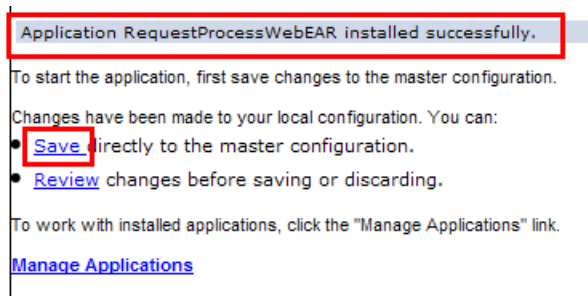 Application RequestProcessWebEAR installed successfully.
To start the application, first save changes to the master configuration.
Changes have been made to your local configuration. You can:
Save directly to the master configuration.
Review changes before saving or discarding.
To work with installed applications, click the "Manage Applications" link.
Manage Applications